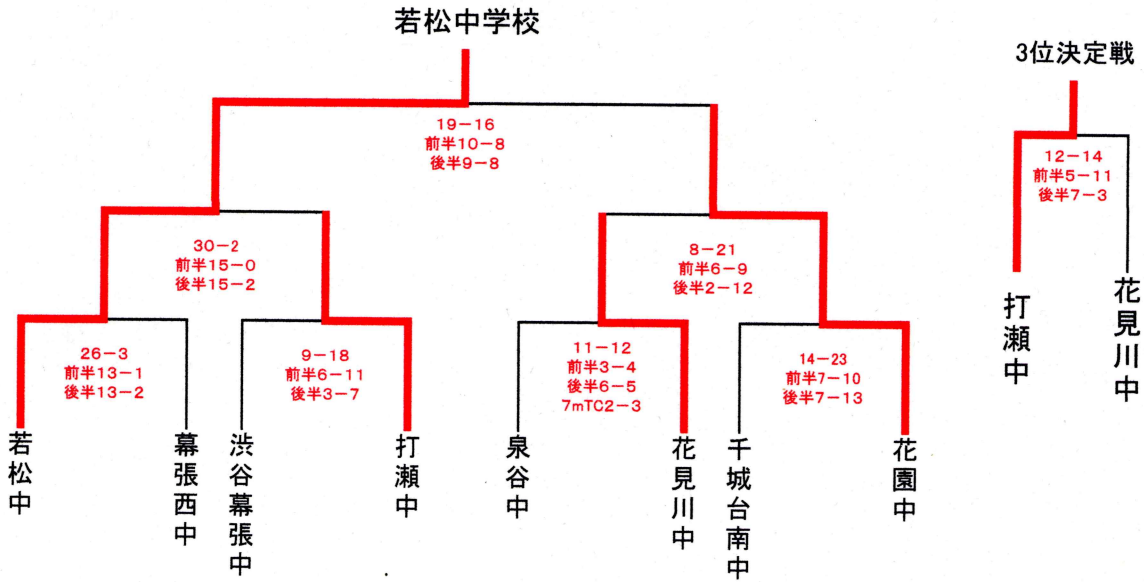 若松中学校
3位決定戦
19-16
前半10-8
後半9-8
12-14
前半5-11
後半7-3
30-2
前半15-0
後半15-2
8-21
前半6-9
後半2-12
打瀬中
花見川中
26-3
前半13-1
後半13-2
9-18
前半6-11
後半3-7
11-12
前半3-4
後半6-5
7mTC2-3
14-23
前半7-10
後半7-13
若松中
幕張西中
渋谷幕張中
打瀬中
泉谷中
花見川中
千城台南中
花園中